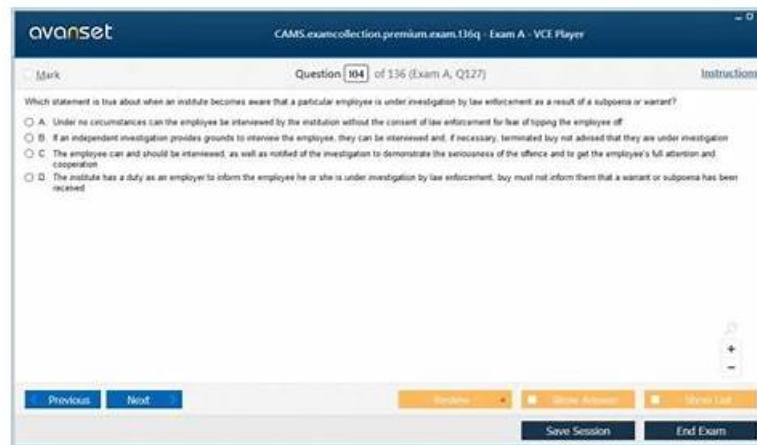 avanset
CAMS.examcollection.premium.exam.136q - Exam A - VCE Player
Mark
Question 104 of 136 (Exam A, Q127)
Instructions
Which statement is true about when an institute becomes aware that a particular employee is under investigation by law enforcement as a result of a subpoena or warrant?
A. Under no circumstances can the employee be interviewed by the institution without the consent of law enforcement for fear of tipping the employee off
B. If an independent investigation provides grounds to interview the employee, they can be interviewed and, if necessary, terminated buy not advised that they are under investigation
C. The employee can and should be interviewed, as well as notified of the investigation to demonstrate the seriousness of the offence and to get the employee's full attention and
cooperation
D. The institute has a duty as an employer to inform the employee he or she is under investigation by law enforcement, buy must not inform them that a warrant or subpoena has been
received
Previous
Next
Review
Show Answer
Show List
Save Session
End Exam